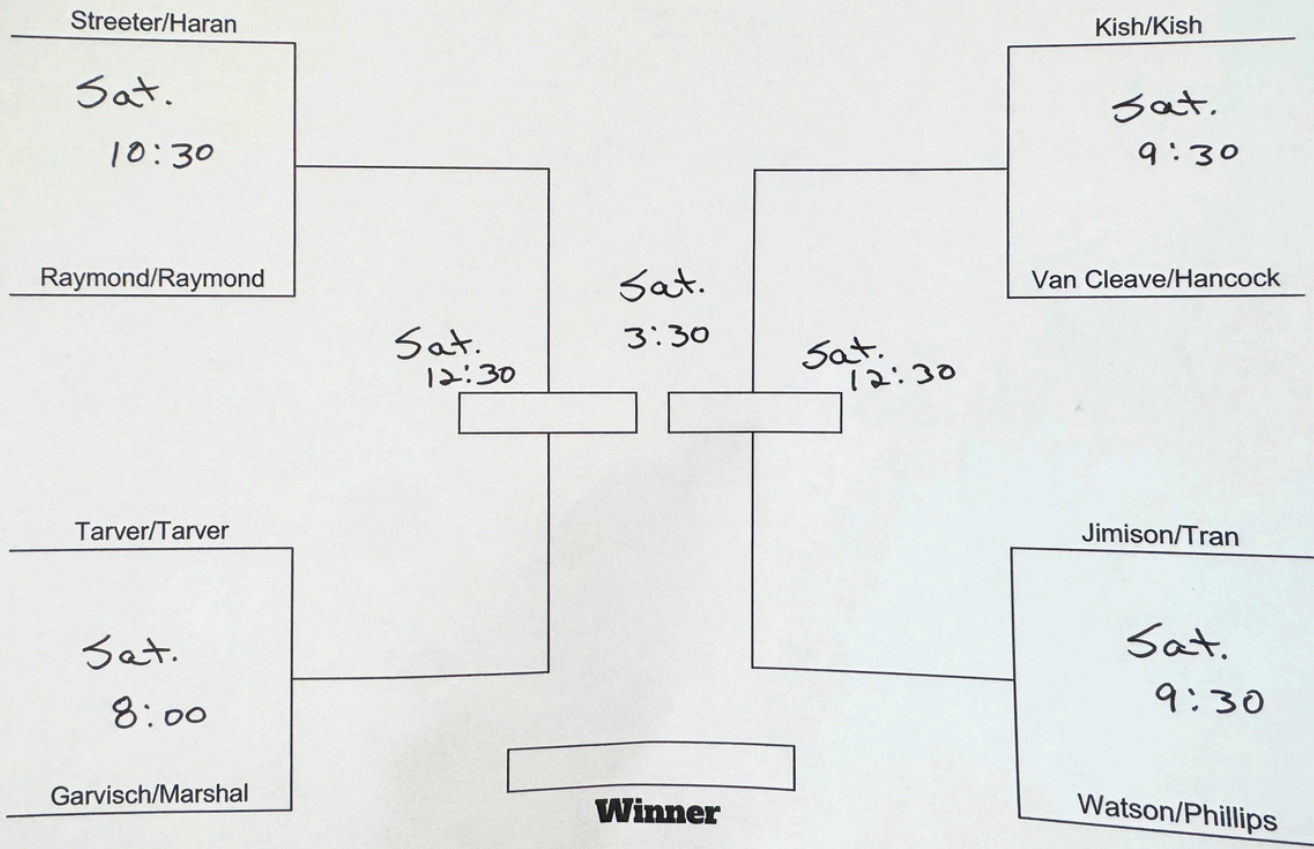 Streeter/Haran
Sat.
10:30
Raymond/Raymond
Kish/Kish
Sat.
9:30
Van Cleave/Hancock
Sat.
12:30
Sat.
3:30
Sat.
12:30
Tarver/Tarver
Sat.
8:00
Garvisch/Marshal
Jimison/Tran
Sat.
9:30
Watson/Phillips
Winner